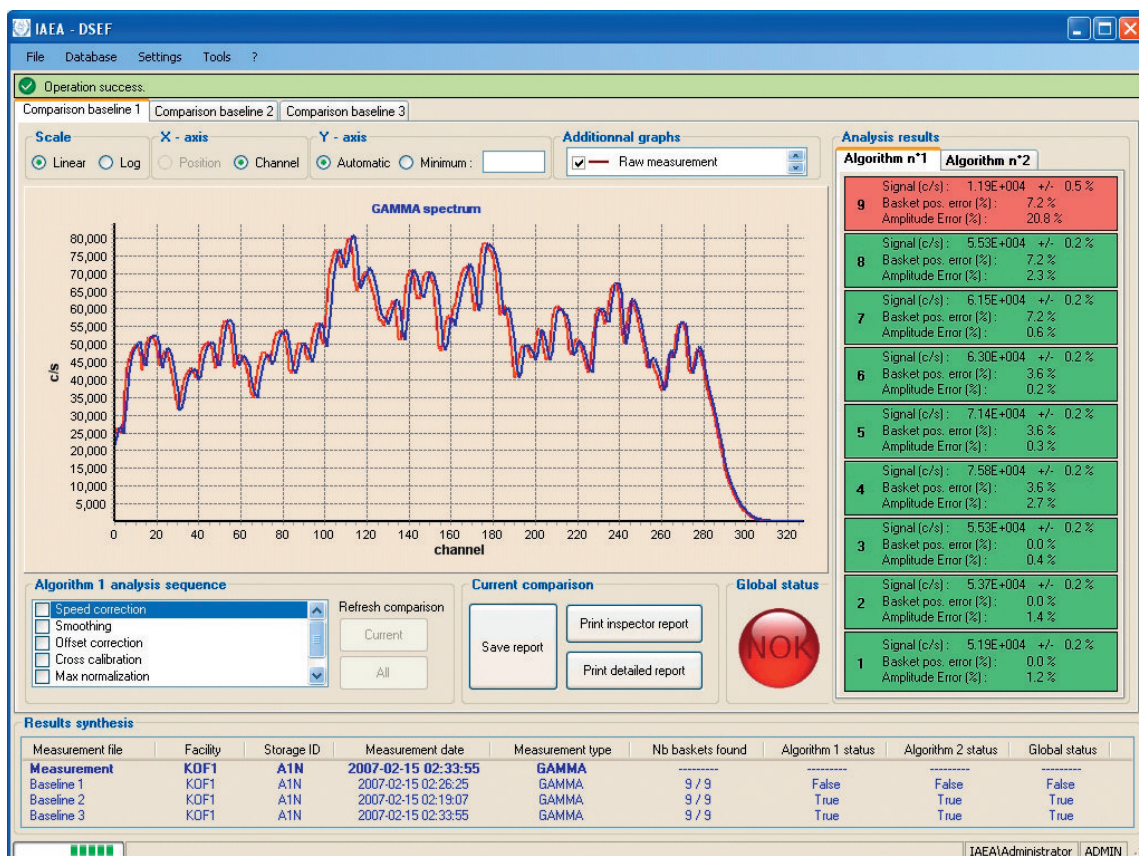 IAEA - DSEF
File Database Settings Tools ?
Operation success.
Comparison baseline 1 Comparison baseline 2 Comparison baseline 3
Scale X - axis Y - axis Additionnal graphs
Linear Log Position Channel Automatic Minimum : Raw measurement
GAMMA spectrum
80,000
75,000
70,000
65,000
60,000
55,000
50,000
45,000
40,000
35,000
30,000
25,000
20,000
15,000
10,000
5,000
c/s
0 20 40 60 80 100 120 140 160 180 200 220 240 260 280 300 320
channel
Analysis results
Algorithm n°1 Algorithm n°2
Signal (c/s) : 1.19E+004 +/- 0.5 %
9 Basket pos. error (%) : 7.2 %
Amplitude Error (%) : 20.8 %
Signal (c/s) : 5.53E+004 +/- 0.2 %
8 Basket pos. error (%) : 7.2 %
Amplitude Error (%) : 2.3 %
Signal (c/s) : 6.15E+004 +/- 0.2 %
7 Basket pos. error (%) : 7.2 %
Amplitude Error (%) : 0.6 %
Signal (c/s) : 6.30E+004 +/- 0.2 %
6 Basket pos. error (%) : 3.6 %
Amplitude Error (%) : 0.2 %
Signal (c/s) : 7.14E+004 +/- 0.2 %
5 Basket pos. error (%) : 3.6 %
Amplitude Error (%) : 0.3 %
Signal (c/s) : 7.58E+004 +/- 0.2 %
4 Basket pos. error (%) : 3.6 %
Amplitude Error (%) : 2.7 %
Signal (c/s) : 5.53E+004 +/- 0.2 %
3 Basket pos. error (%) : 0.0 %
Amplitude Error (%) : 0.4 %
Signal (c/s) : 5.37E+004 +/- 0.2 %
2 Basket pos. error (%) : 0.0 %
Amplitude Error (%) : 1.4 %
Signal (c/s) : 5.19E+004 +/- 0.2 %
1 Basket pos. error (%) : 0.0 %
Amplitude Error (%) : 1.2 %
Algorithm 1 analysis sequence
Speed correction
Smoothing
Offset correction
Cross calibration
Max normalization
Refresh comparison
Current
All
Current comparison
Save report
Print inspector report
Print detailed report
Global status
NOK
Results synthesis
Measurement file Facility Storage ID Measurement date Measurement type Nb baskets found Algorithm 1 status Algorithm 2 status Global status
Measurement KOF1 A1N 2007-02-15 02:33:55 GAMMA --------- --------- --------- ---------
Baseline 1 KOF1 A1N 2007-02-15 02:26:25 GAMMA 9 / 9 False False False
Baseline 2 KOF1 A1N 2007-02-15 02:19:07 GAMMA 9 / 9 True True True
Baseline 3 KOF1 A1N 2007-02-15 02:33:55 GAMMA 9 / 9 True True True
IAEA\Administrator ADMIN